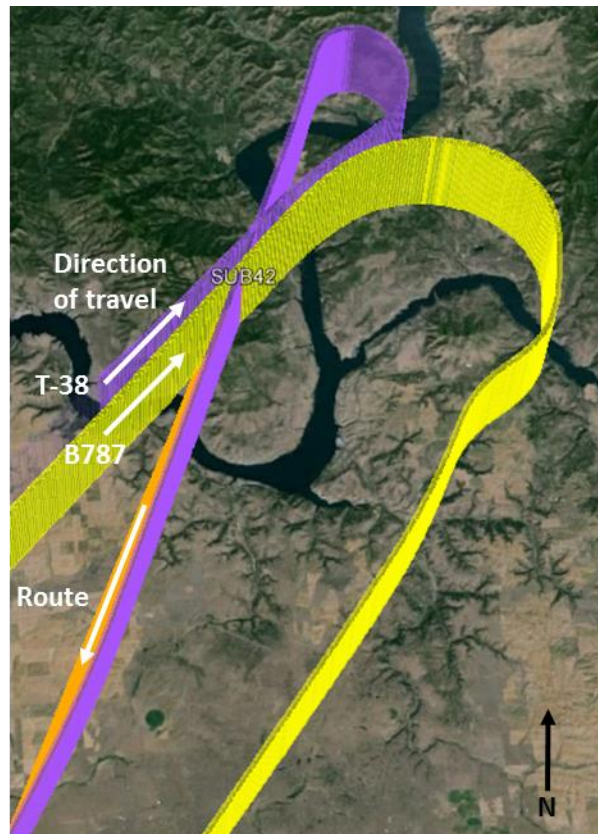 SUB42
Direction
of travel
T-38
B787
Route
N